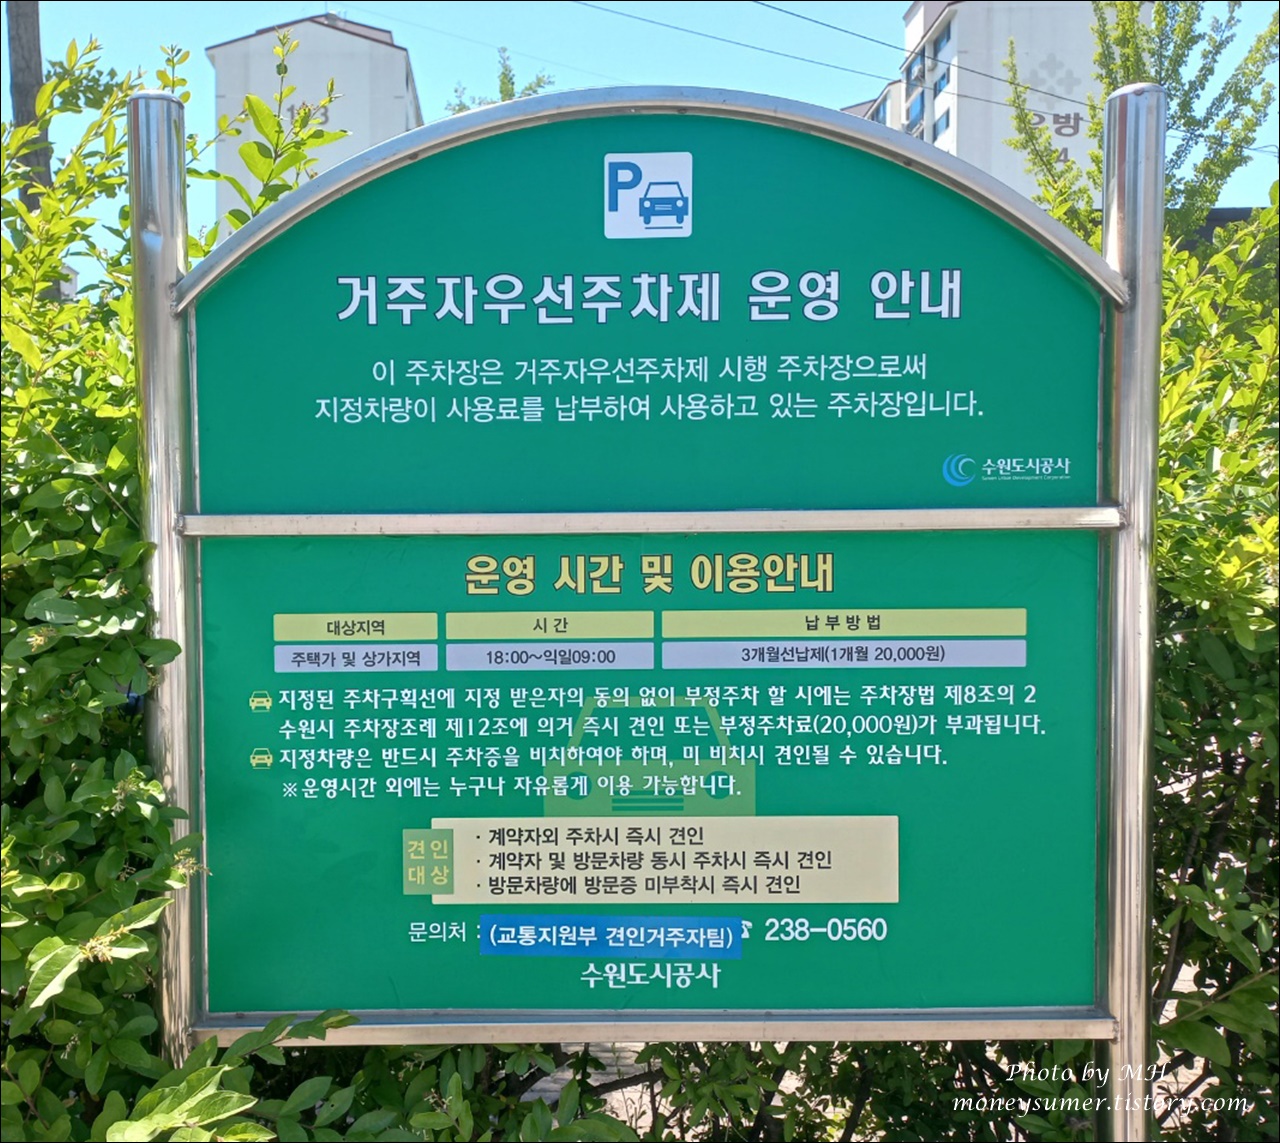 P
거주자우선주차제 운영 안내
이 주차장은 거주자우선주차제 시행 주차장으로써
지정차량이 사용료를 납부하여 사용하고 있는 주차장입니다.
수원도시공사
Suwon Urban Development Corporation
운영 시간 및 이용안내
대상지역 시 간 납 부 방 법
주택가 및 상가지역 18:00~익일09:00 3개월선납제(1개월 20,000원)
지정된 주차구획선에 지정 받은자의 동의 없이 부정주차 할 시에는 주차장법 제8조의 2
수원시 주차장조례 제12조에 의거 즉시 견인 또는 부정주차료(20,000원)가 부과됩니다.
지정차량은 반드시 주차증을 비치하여야 하며, 미 비치시 견인될 수 있습니다.
※운영시간 외에는 누구나 자유롭게 이용 가능합니다.
견인
대상
· 계약자외 주차시 즉시 견인
· 계약자 및 방문차량 동시 주차시 즉시 견인
· 방문차량에 방문증 미부착시 즉시 견인
문의처 : (교통지원부 견인거주자팀) ☎ 238-0560
수원도시공사
방
4
Photo by MH
moneysumer.tistory.com